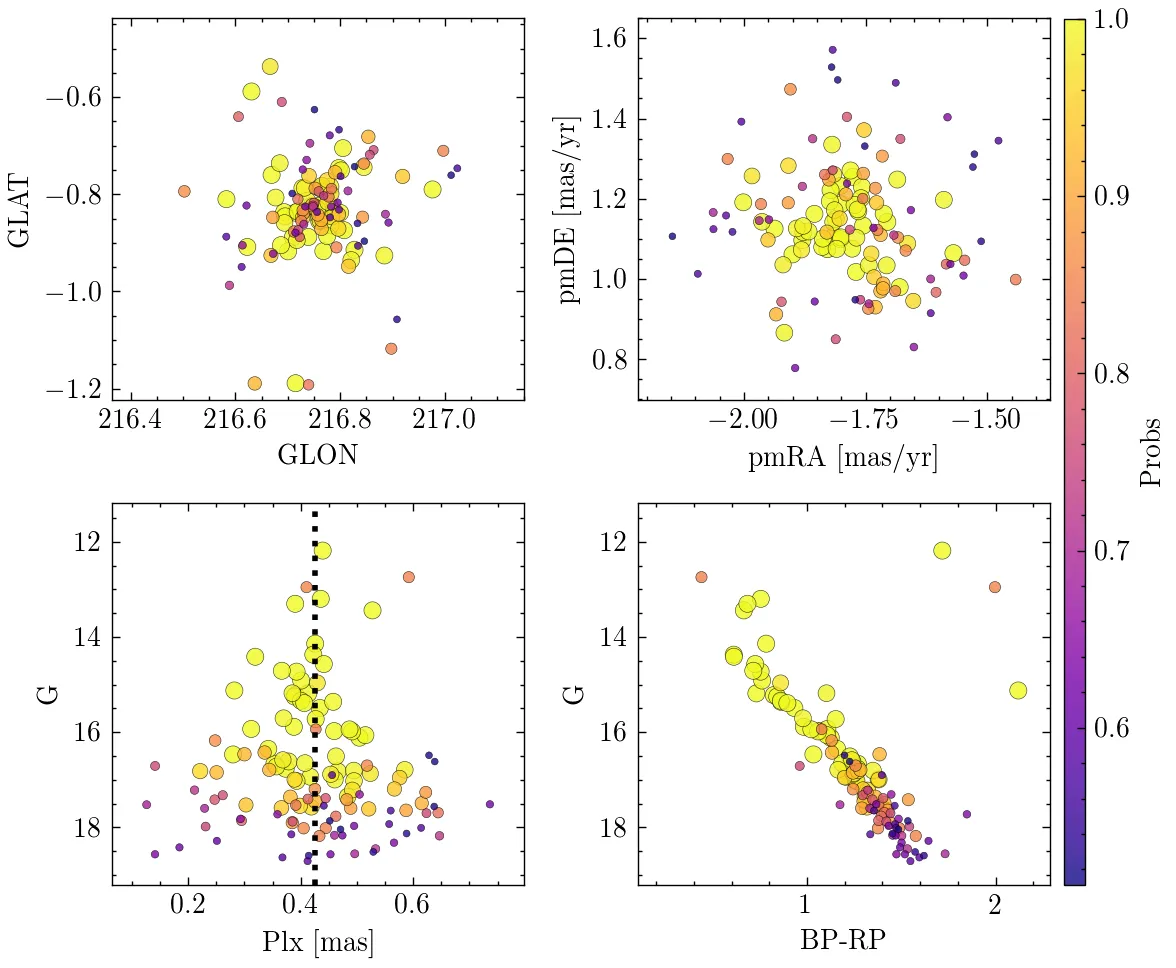 GLAT
−0.6
−0.8
−1.0
−1.2
216.4 216.6 216.8 217.0
GLON
pmDE [mas/yr]
1.6
1.4
1.2
1.0
0.8
−2.00 −1.75 −1.50
pmRA [mas/yr]
G
12
14
16
18
0.2 0.4 0.6
Plx [mas]
G
12
14
16
18
1 2
BP-RP
1.0
0.9
0.8
0.7
0.6
Probs